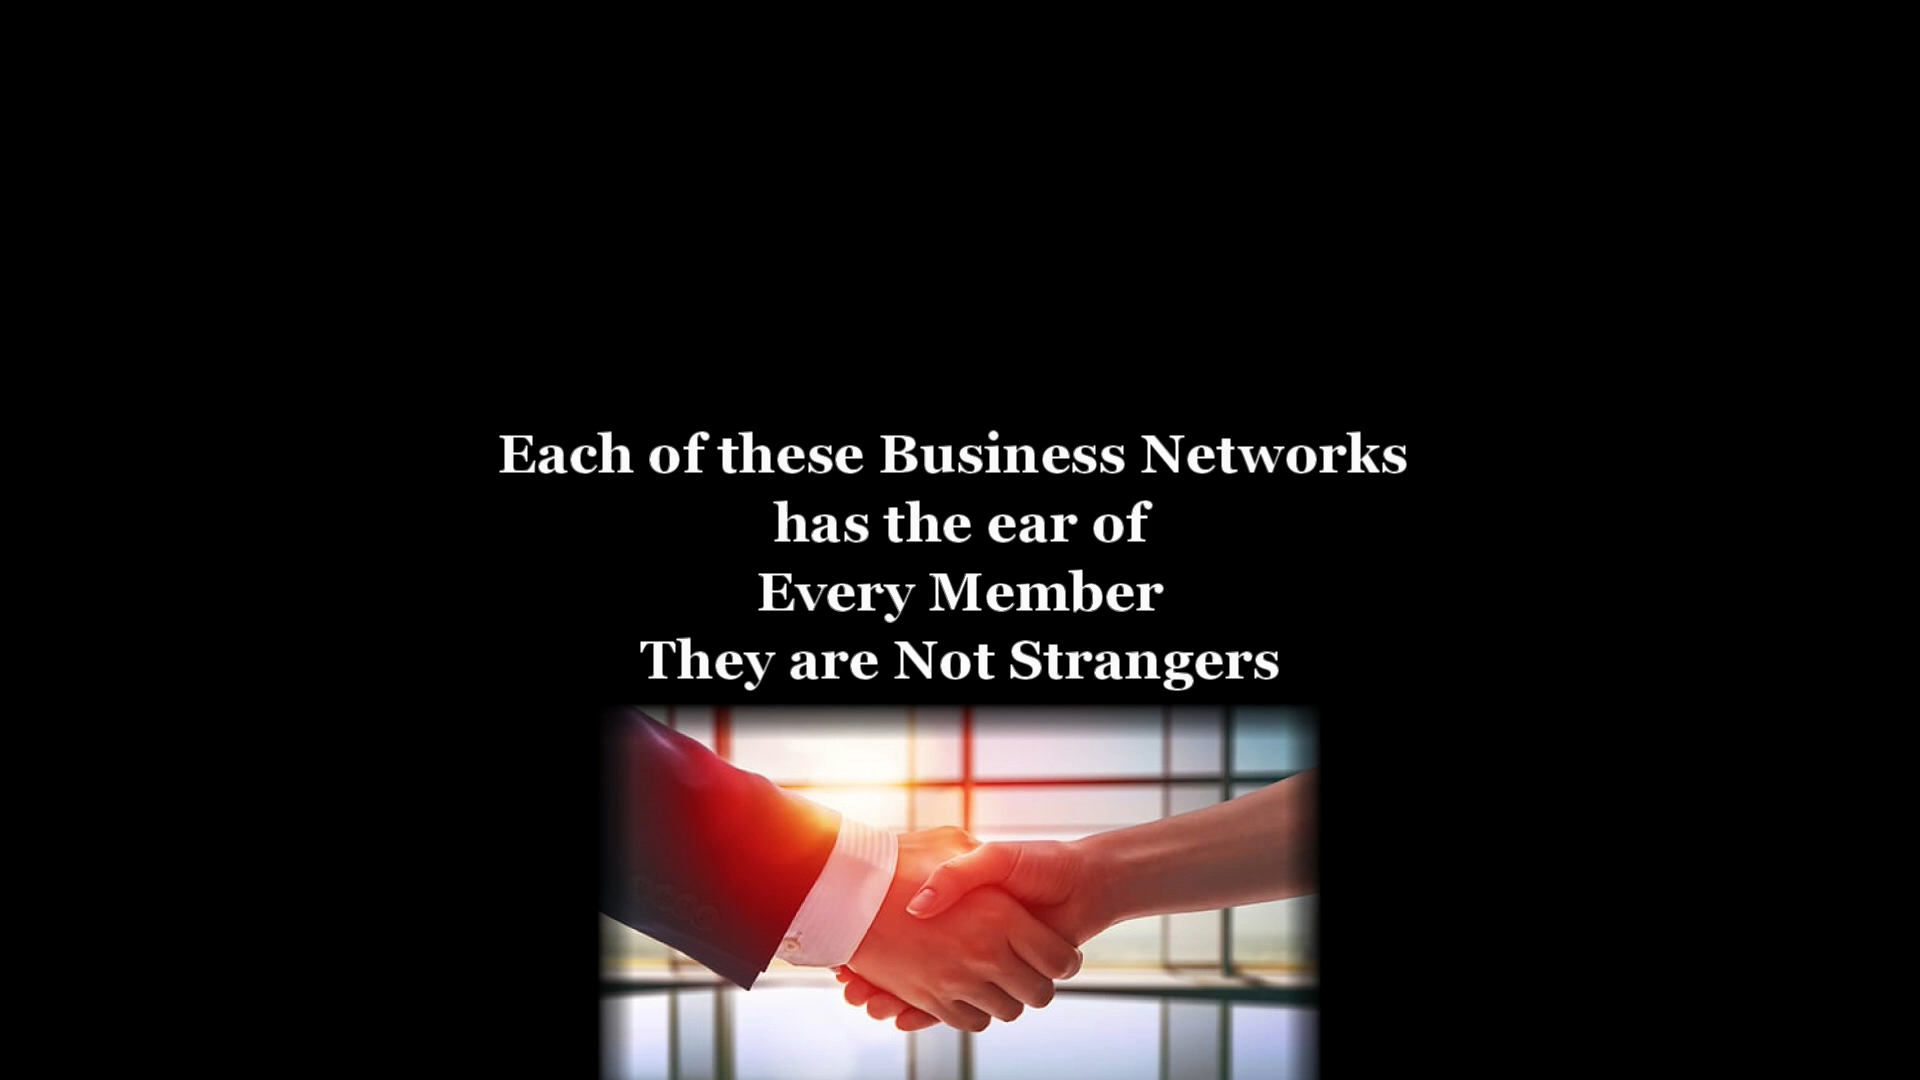 Each of these Business Networks
has the ear of
Every Member
They are Not Strangers